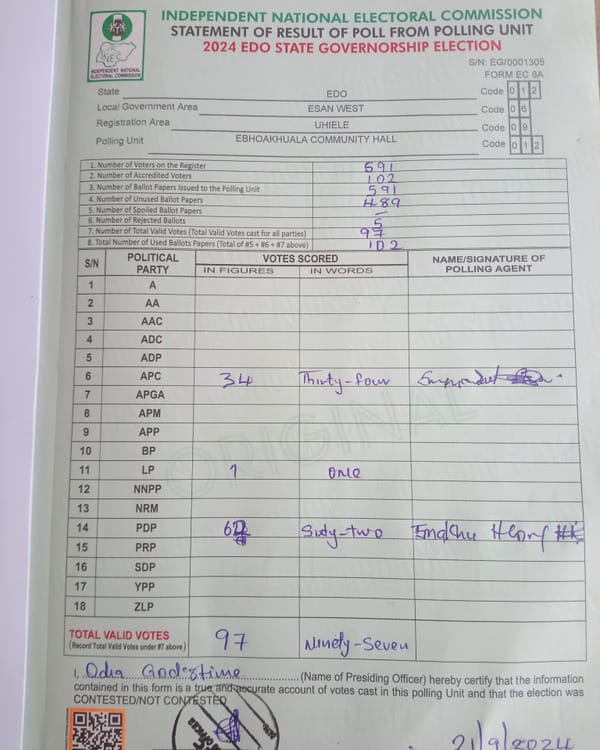 INDEPENDENT NATIONAL ELECTORAL COMMISSION
STATEMENT OF RESULT OF POLL FROM POLLING UNIT
2024 EDO STATE GOVERNORSHIP ELECTION
INEC
INDEPENDENT NATIONAL
ELECTORAL COMMISSION
S/N: EG/0001305
FORM EC 8A
State EDO Code 0 1 2
Local Government Area ESAN WEST Code 0 6
Registration Area UHIELE Code 0 9
Polling Unit EBHOAKHUALA COMMUNITY HALL Code 0 1 2
1. Number of Voters on the Register 591
2. Number of Accredited Voters 102
3. Number of Ballot Papers Issued to the Polling Unit 591
4. Number of Unused Ballot Papers 489
5. Number of Spoiled Ballot Papers –
6. Number of Rejected Ballots 5
7. Number of Total Valid Votes (Total Valid Votes cast for all parties) 97
8. Total Number of Used Ballots Papers (Total of #5 + #6 + #7 above) 102
S/N POLITICAL PARTY VOTES SCORED NAME/SIGNATURE OF POLLING AGENT
IN FIGURES IN WORDS
1 A
2 AA
3 AAC
4 ADC
5 ADP
6 APC 34 Thirty-four
7 APGA
8 APM
9 APP
10 BP
11 LP 1 one
12 NNPP
13 NRM
14 PDP 62 Sixty-two Henry
15 PRP
16 SDP
17 YPP
18 ZLP
ORIGINAL
TOTAL VALID VOTES 97 Ninety-Seven
(Record Total Valid Votes under #7 above)
I, Odia Godstime (Name of Presiding Officer) hereby certify that the information
contained in this form is a true and accurate account of votes cast in this polling Unit and that the election was
CONTESTED/NOT CONTESTED
21/9/2024